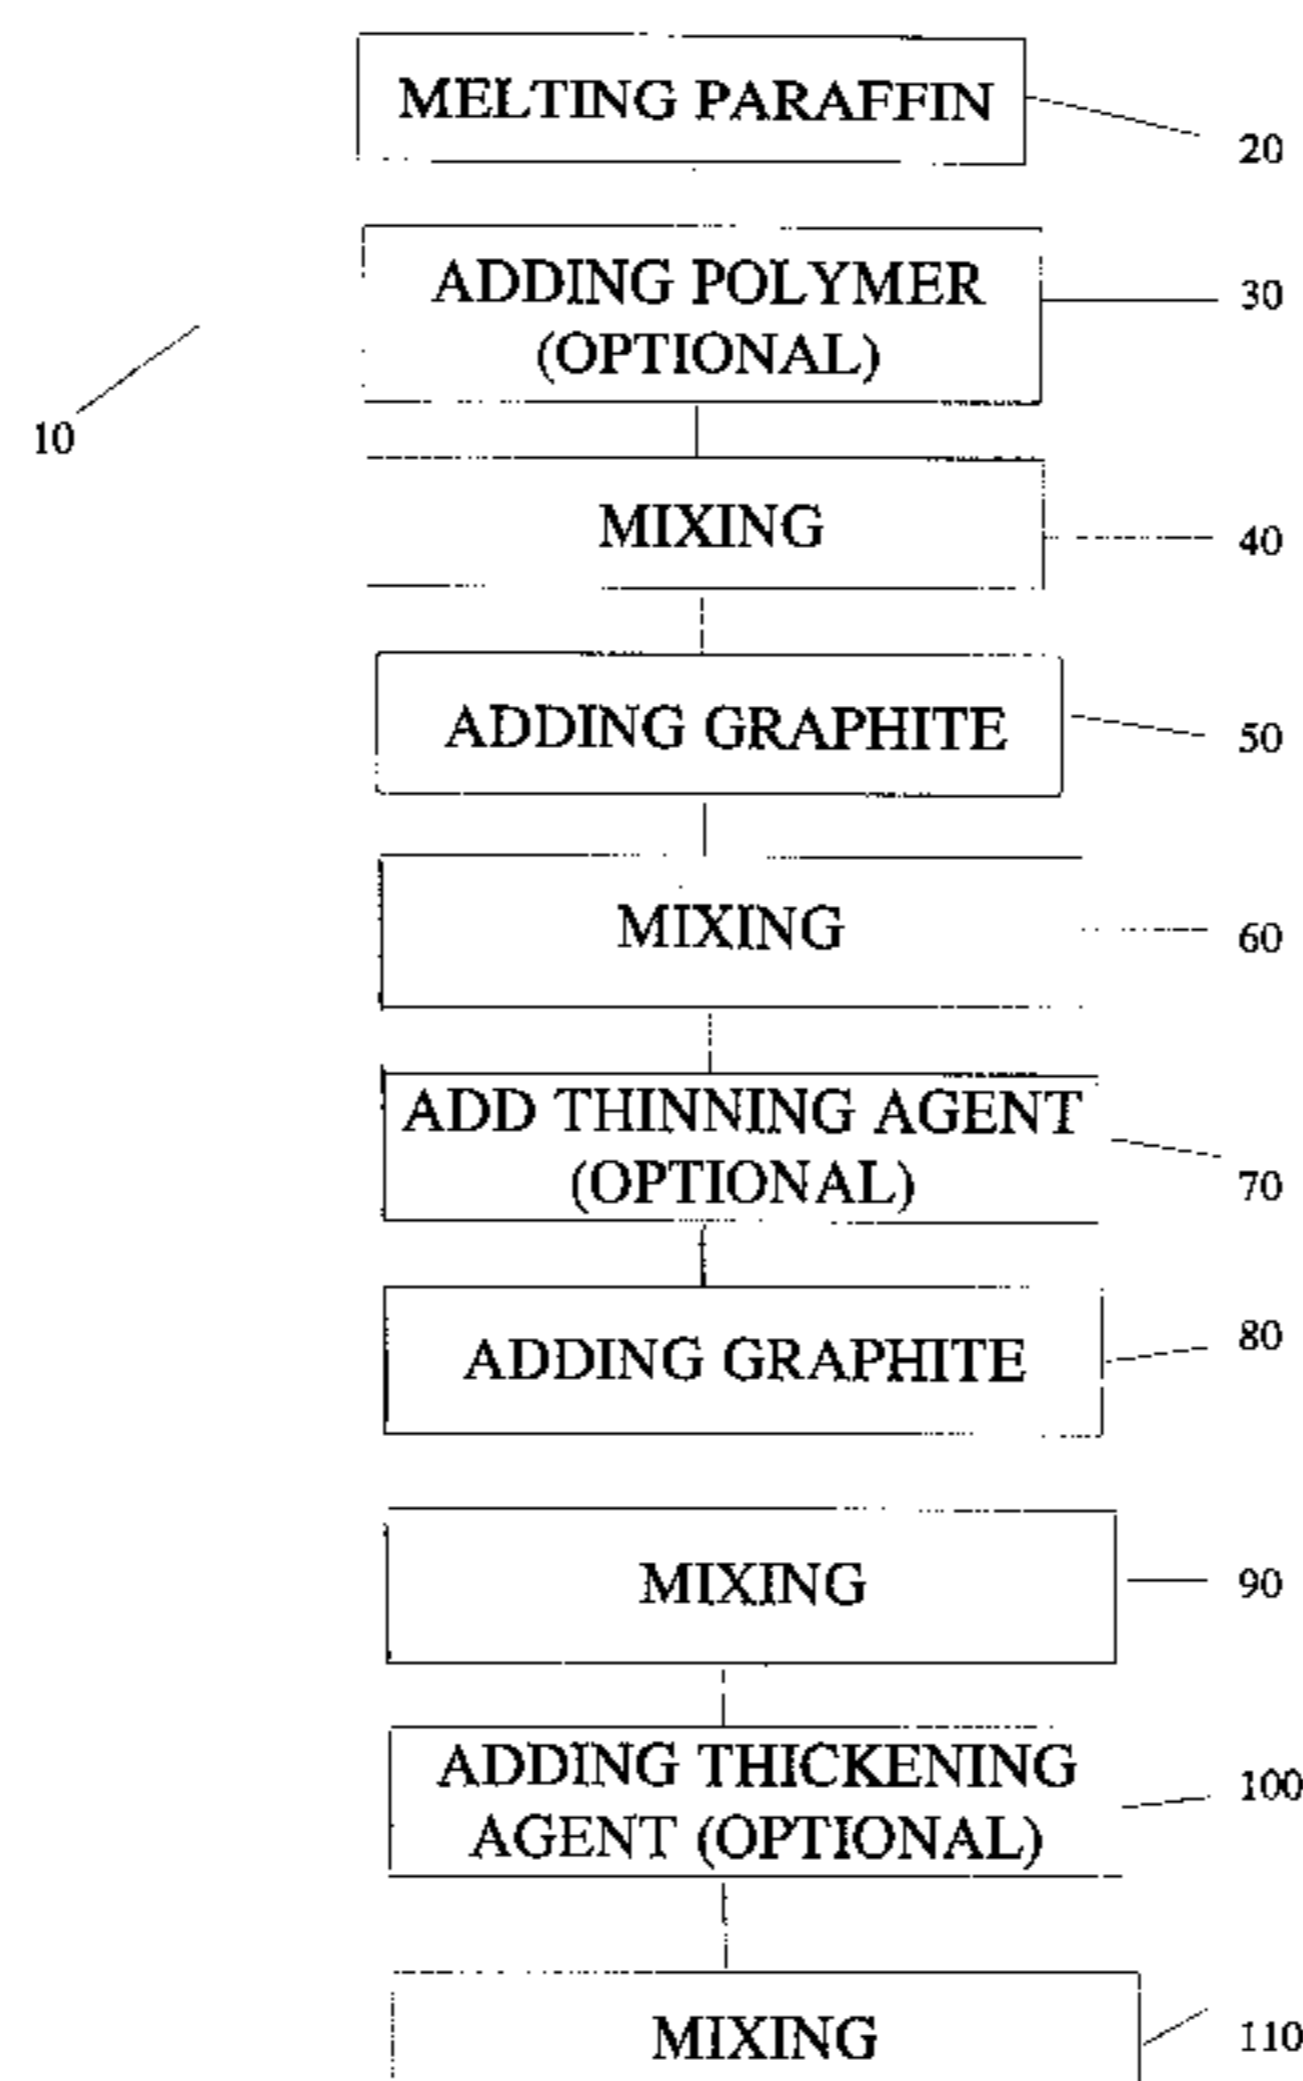 MELTING PARAFFIN
20
ADDING POLYMER
(OPTIONAL)
30
10
MIXING
40
ADDING GRAPHITE
50
MIXING
60
ADD THINNING AGENT
(OPTIONAL)
70
ADDING GRAPHITE
80
MIXING
90
ADDING THICKENING
AGENT (OPTIONAL)
100
MIXING
110